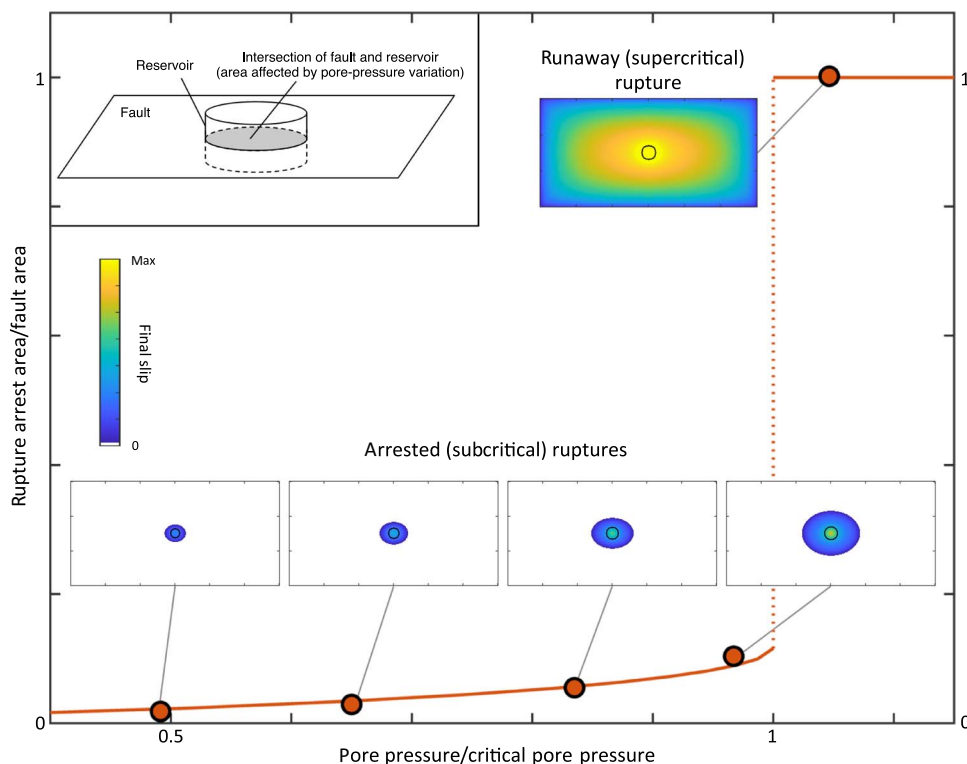 1
1
Reservoir
Intersection of fault and reservoir
(area affected by pore-pressure variation)
Fault
Runaway (supercritical)
rupture
Max
Final slip
0
Rupture arrest area/fault area
Arrested (subcritical) ruptures
0
0
0.5
1
Pore pressure/critical pore pressure